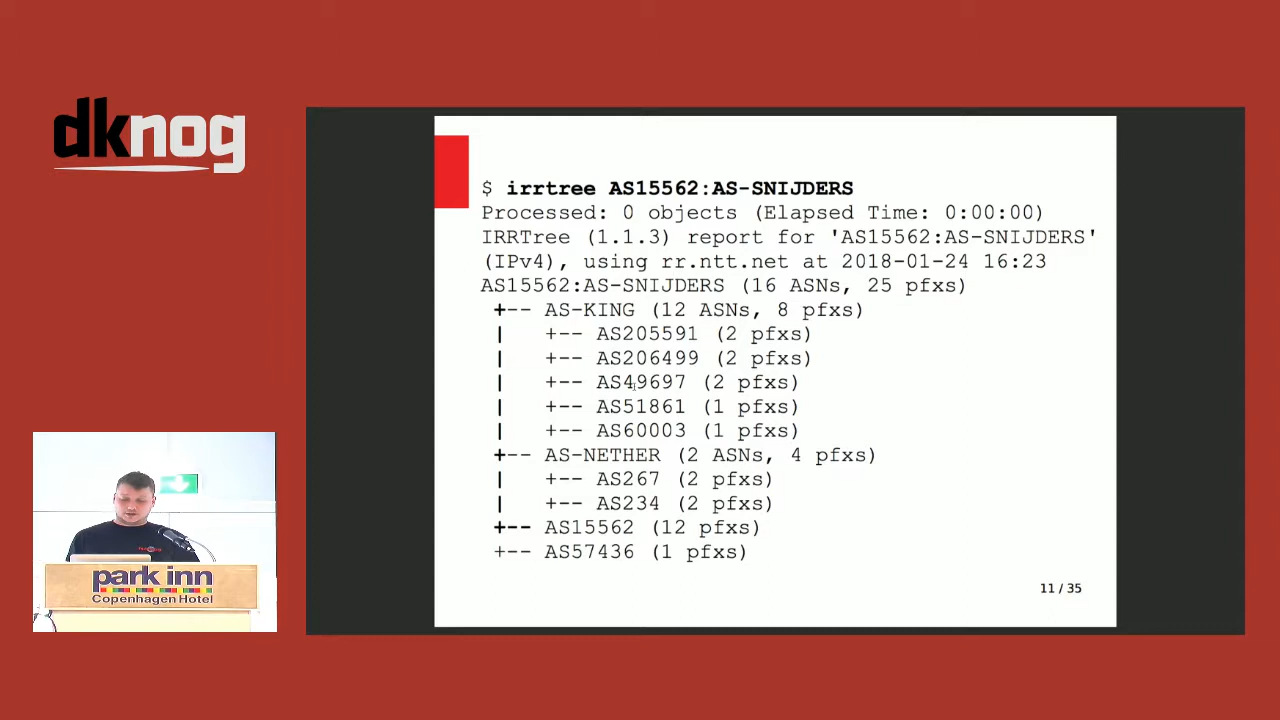 dknog
$ irrtree AS15562:AS-SNIJDERS
Processed: 0 objects (Elapsed Time: 0:00:00)
IRRTree (1.1.3) report for 'AS15562:AS-SNIJDERS'
(IPv4), using rr.ntt.net at 2018-01-24 16:23
AS15562:AS-SNIJDERS (16 ASNs, 25 pfxs)
+-- AS-KING (12 ASNs, 8 pfxs)
|   +-- AS205591 (2 pfxs)
|   +-- AS206499 (2 pfxs)
|   +-- AS49697 (2 pfxs)
|   +-- AS51861 (1 pfxs)
|   +-- AS60003 (1 pfxs)
+-- AS-NETHER (2 ASNs, 4 pfxs)
|   +-- AS267 (2 pfxs)
|   +-- AS234 (2 pfxs)
+-- AS15562 (12 pfxs)
+-- AS57436 (1 pfxs)
11 / 35
park inn
Copenhagen Hotel